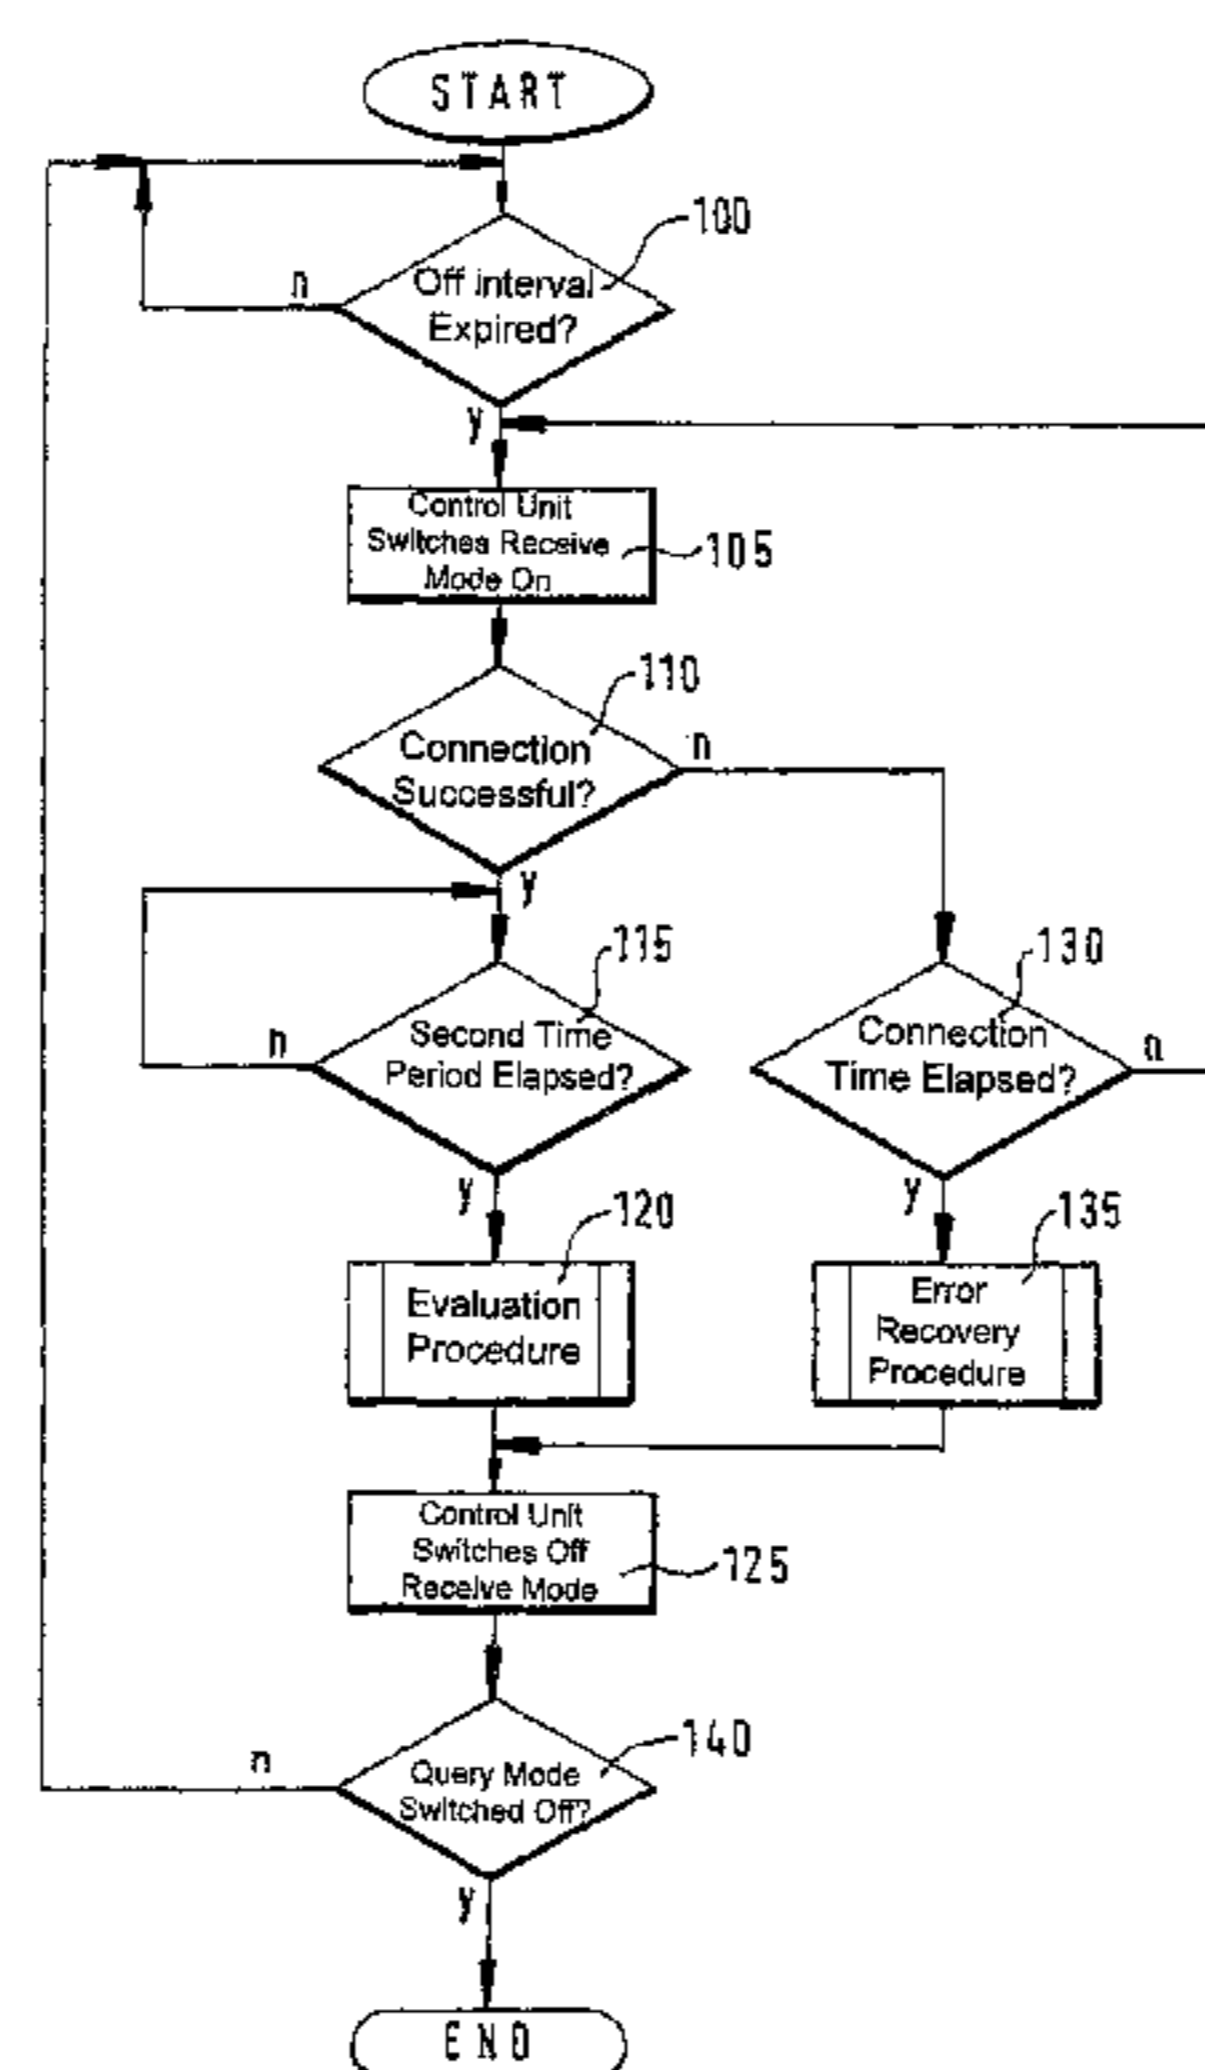 START
100
n
Off Interval
Expired?
y
Control Unit
Switches Receive
Mode On
105
110
Connection
Successful?
n
y
115
130
Second Time
Period Elapsed?
n
Connection
Time Elapsed?
n
y
y
120
135
Evaluation
Procedure
Error
Recovery
Procedure
Control Unit
Switches Off
Receive Mode
125
140
n
Query Mode
Switched Off?
y
END